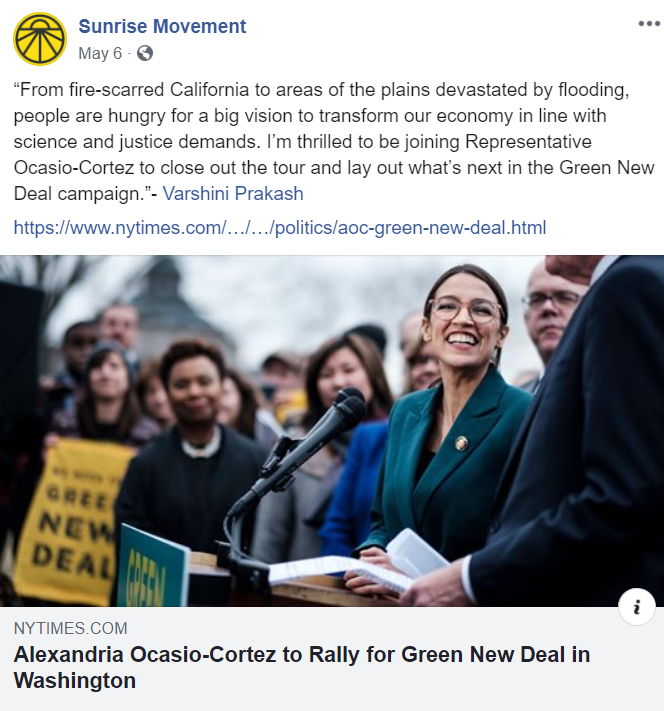 Sunrise Movement
May 6 ·
“From fire-scarred California to areas of the plains devastated by flooding,
people are hungry for a big vision to transform our economy in line with
science and justice demands. I’m thrilled to be joining Representative
Ocasio-Cortez to close out the tour and lay out what’s next in the Green New
Deal campaign.”- Varshini Prakash
https://www.nytimes.com/…/…/politics/aoc-green-new-deal.html
GREE
NEW
DEAL
GREEN
i
NYTIMES.COM
Alexandria Ocasio-Cortez to Rally for Green New Deal in
Washington